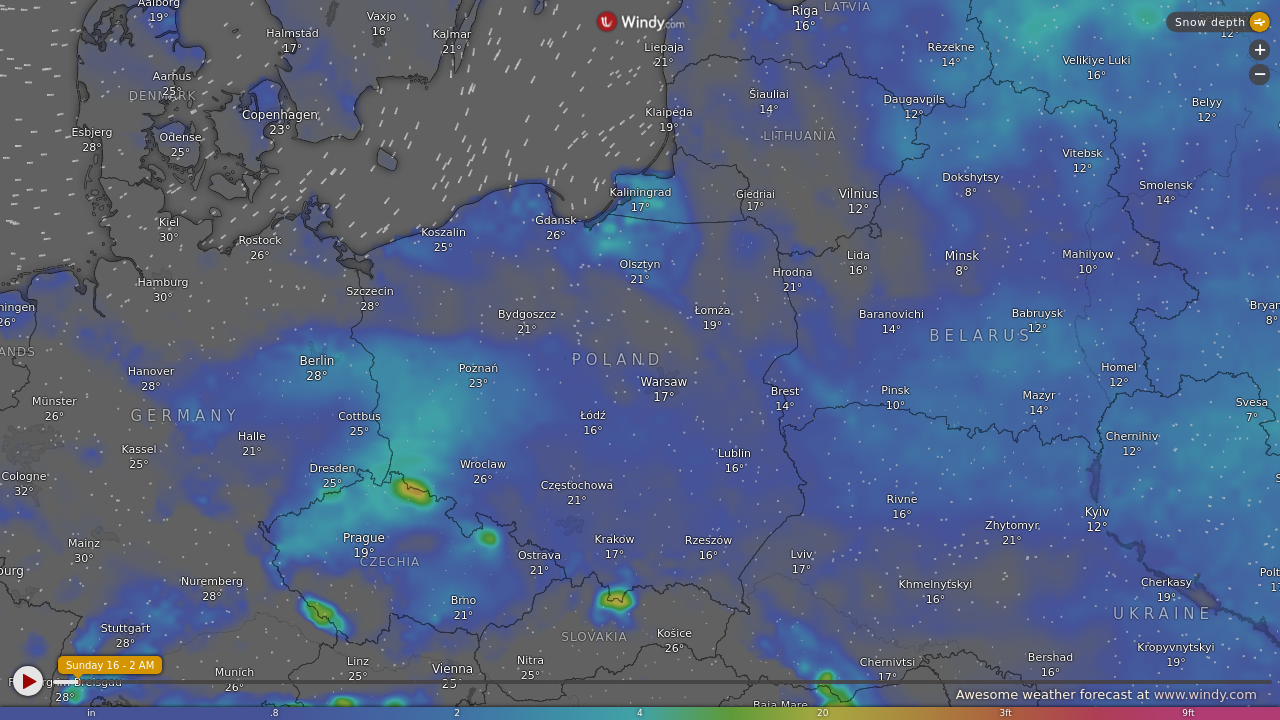 Aalborg
19°
Vaxjo
16°
Halmstad
17°
Kalmar
21°
Windy.com
Liepaja
21°
Riga
16°
LATVIA
Snow depth
12°
Rēzekne
14°
Velikiye Luki
16°
Aarhus
25°
DENMARK
Copenhagen
23°
Klaipėda
19°
Šiauliai
14°
Daugavpils
12°
Belyy
12°
Esbjerg
28°
Odense
25°
LITHUANIA
Vitebsk
12°
Kaliningrad
17°
Giedriai
17°
Vilnius
12°
Dokshytsy
8°
Smolensk
14°
Kiel
30°
Rostock
26°
Koszalin
25°
Gdansk
26°
Olsztyn
21°
Hrodna
21°
Lida
16°
Minsk
8°
Mahilyow
10°
Hamburg
30°
Szczecin
28°
ningen
26°
Bydgoszcz
21°
Łomża
19°
Baranovichi
14°
Babruysk
12°
Bryan
8°
BELARUS
ANDS
Hanover
28°
Berlin
28°
Poznań
23°
POLAND
Warsaw
17°
Brest
14°
Pinsk
10°
Mazyr
14°
Homel
12°
Münster
26°
GERMANY
Cottbus
25°
Łódź
16°
Svesa
7°
Halle
21°
Kassel
25°
Chernihiv
12°
Cologne
32°
Dresden
25°
Wroclaw
26°
Częstochowa
21°
Lublin
16°
S
Rivne
16°
Kyiv
12°
Mainz
30°
Prague
19°
CZECHIA
Ostrava
21°
Krakow
17°
Rzeszów
16°
Lviv
17°
Zhytomyr
21°
burg
Nuremberg
28°
Brno
21°
Khmelnytskyi
16°
Cherkasy
19°
Polt
17
UKRAINE
Stuttgart
28°
SLOVAKIA
Košice
26°
Kropyvnytskyi
19°
Sunday 16 - 2 AM
Munich
26°
Linz
25°
Vienna
25
Nitra
25°
Chernivtsi
17°
Bershad
16°
28°
Baia Mare
Awesome weather forecast at www.windy.com
in .8 2 4 20 3ft 9ft